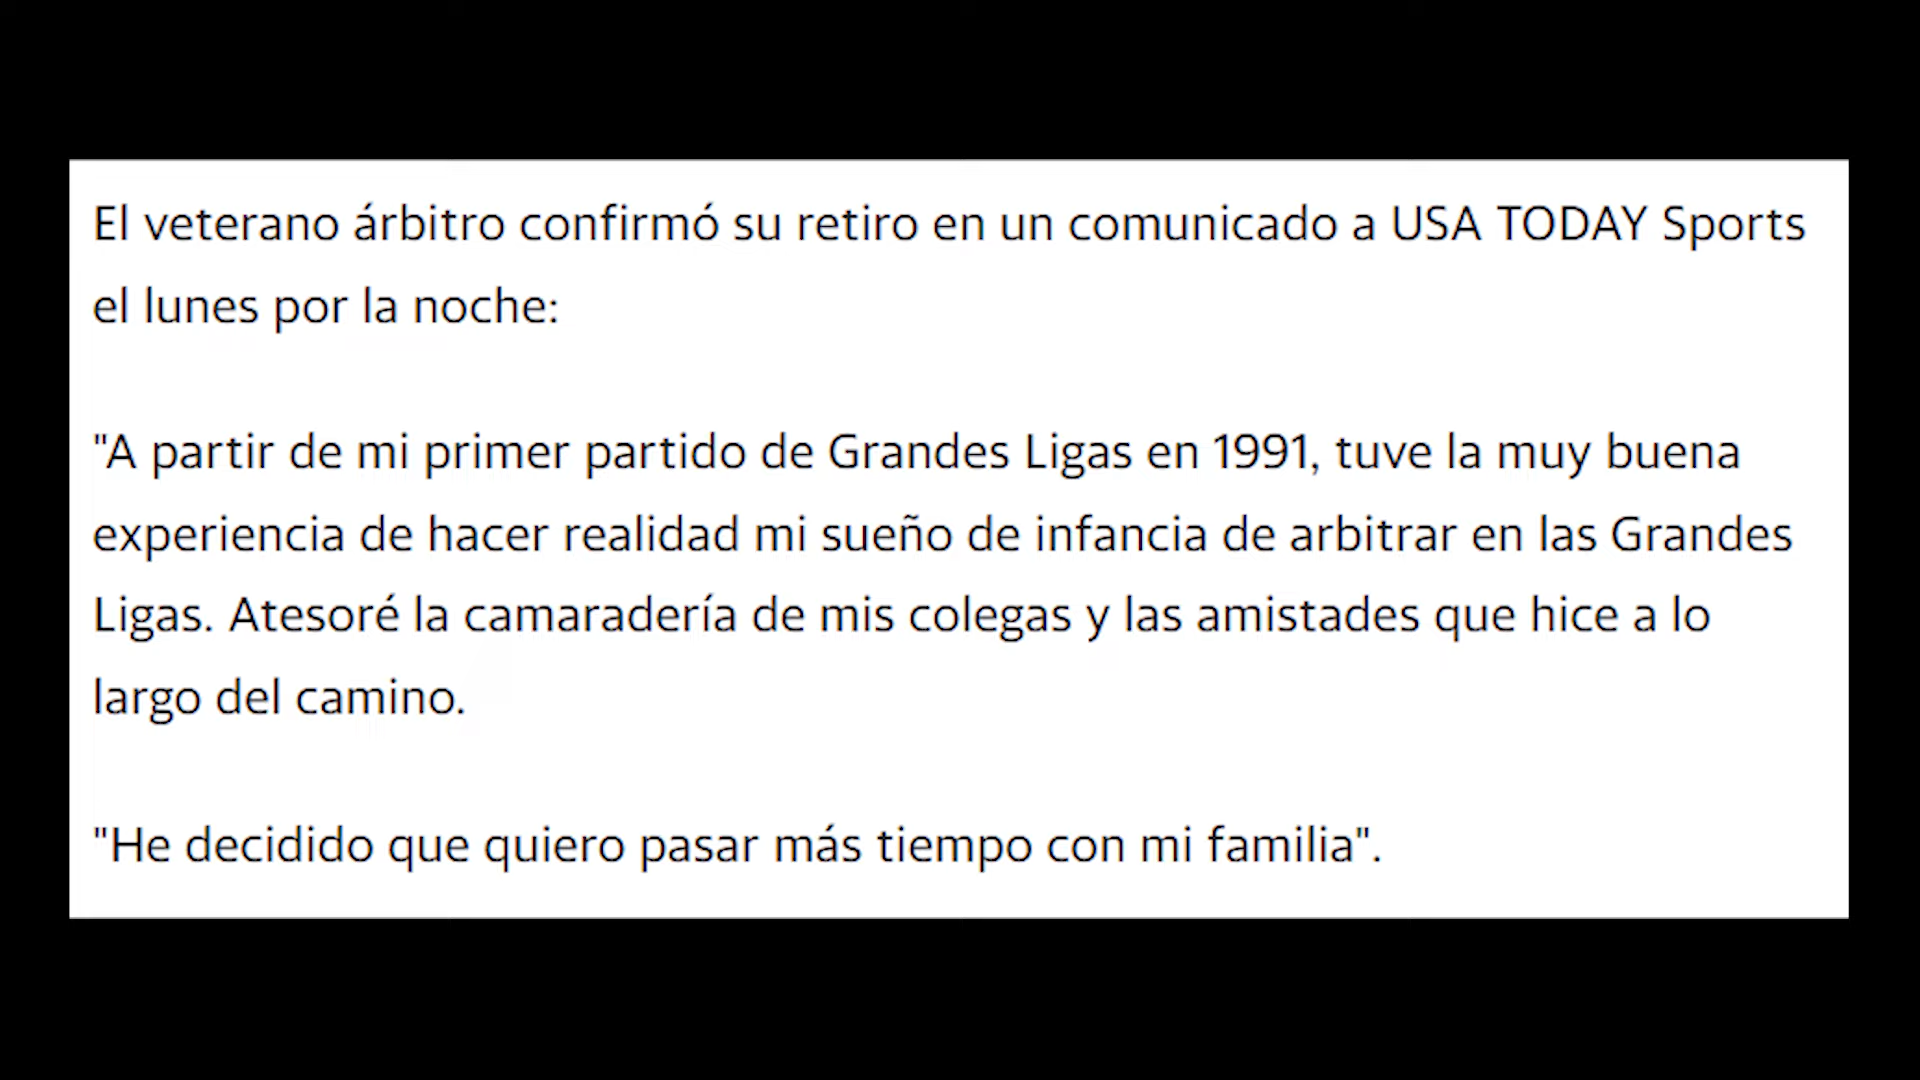 El veterano árbitro confirmó su retiro en un comunicado a USA TODAY Sports
el lunes por la noche:
"A partir de mi primer partido de Grandes Ligas en 1991, tuve la muy buena
experiencia de hacer realidad mi sueño de infancia de arbitrar en las Grandes
Ligas. Atesoré la camaradería de mis colegas y las amistades que hice a lo
largo del camino.
"He decidido que quiero pasar más tiempo con mi familia".